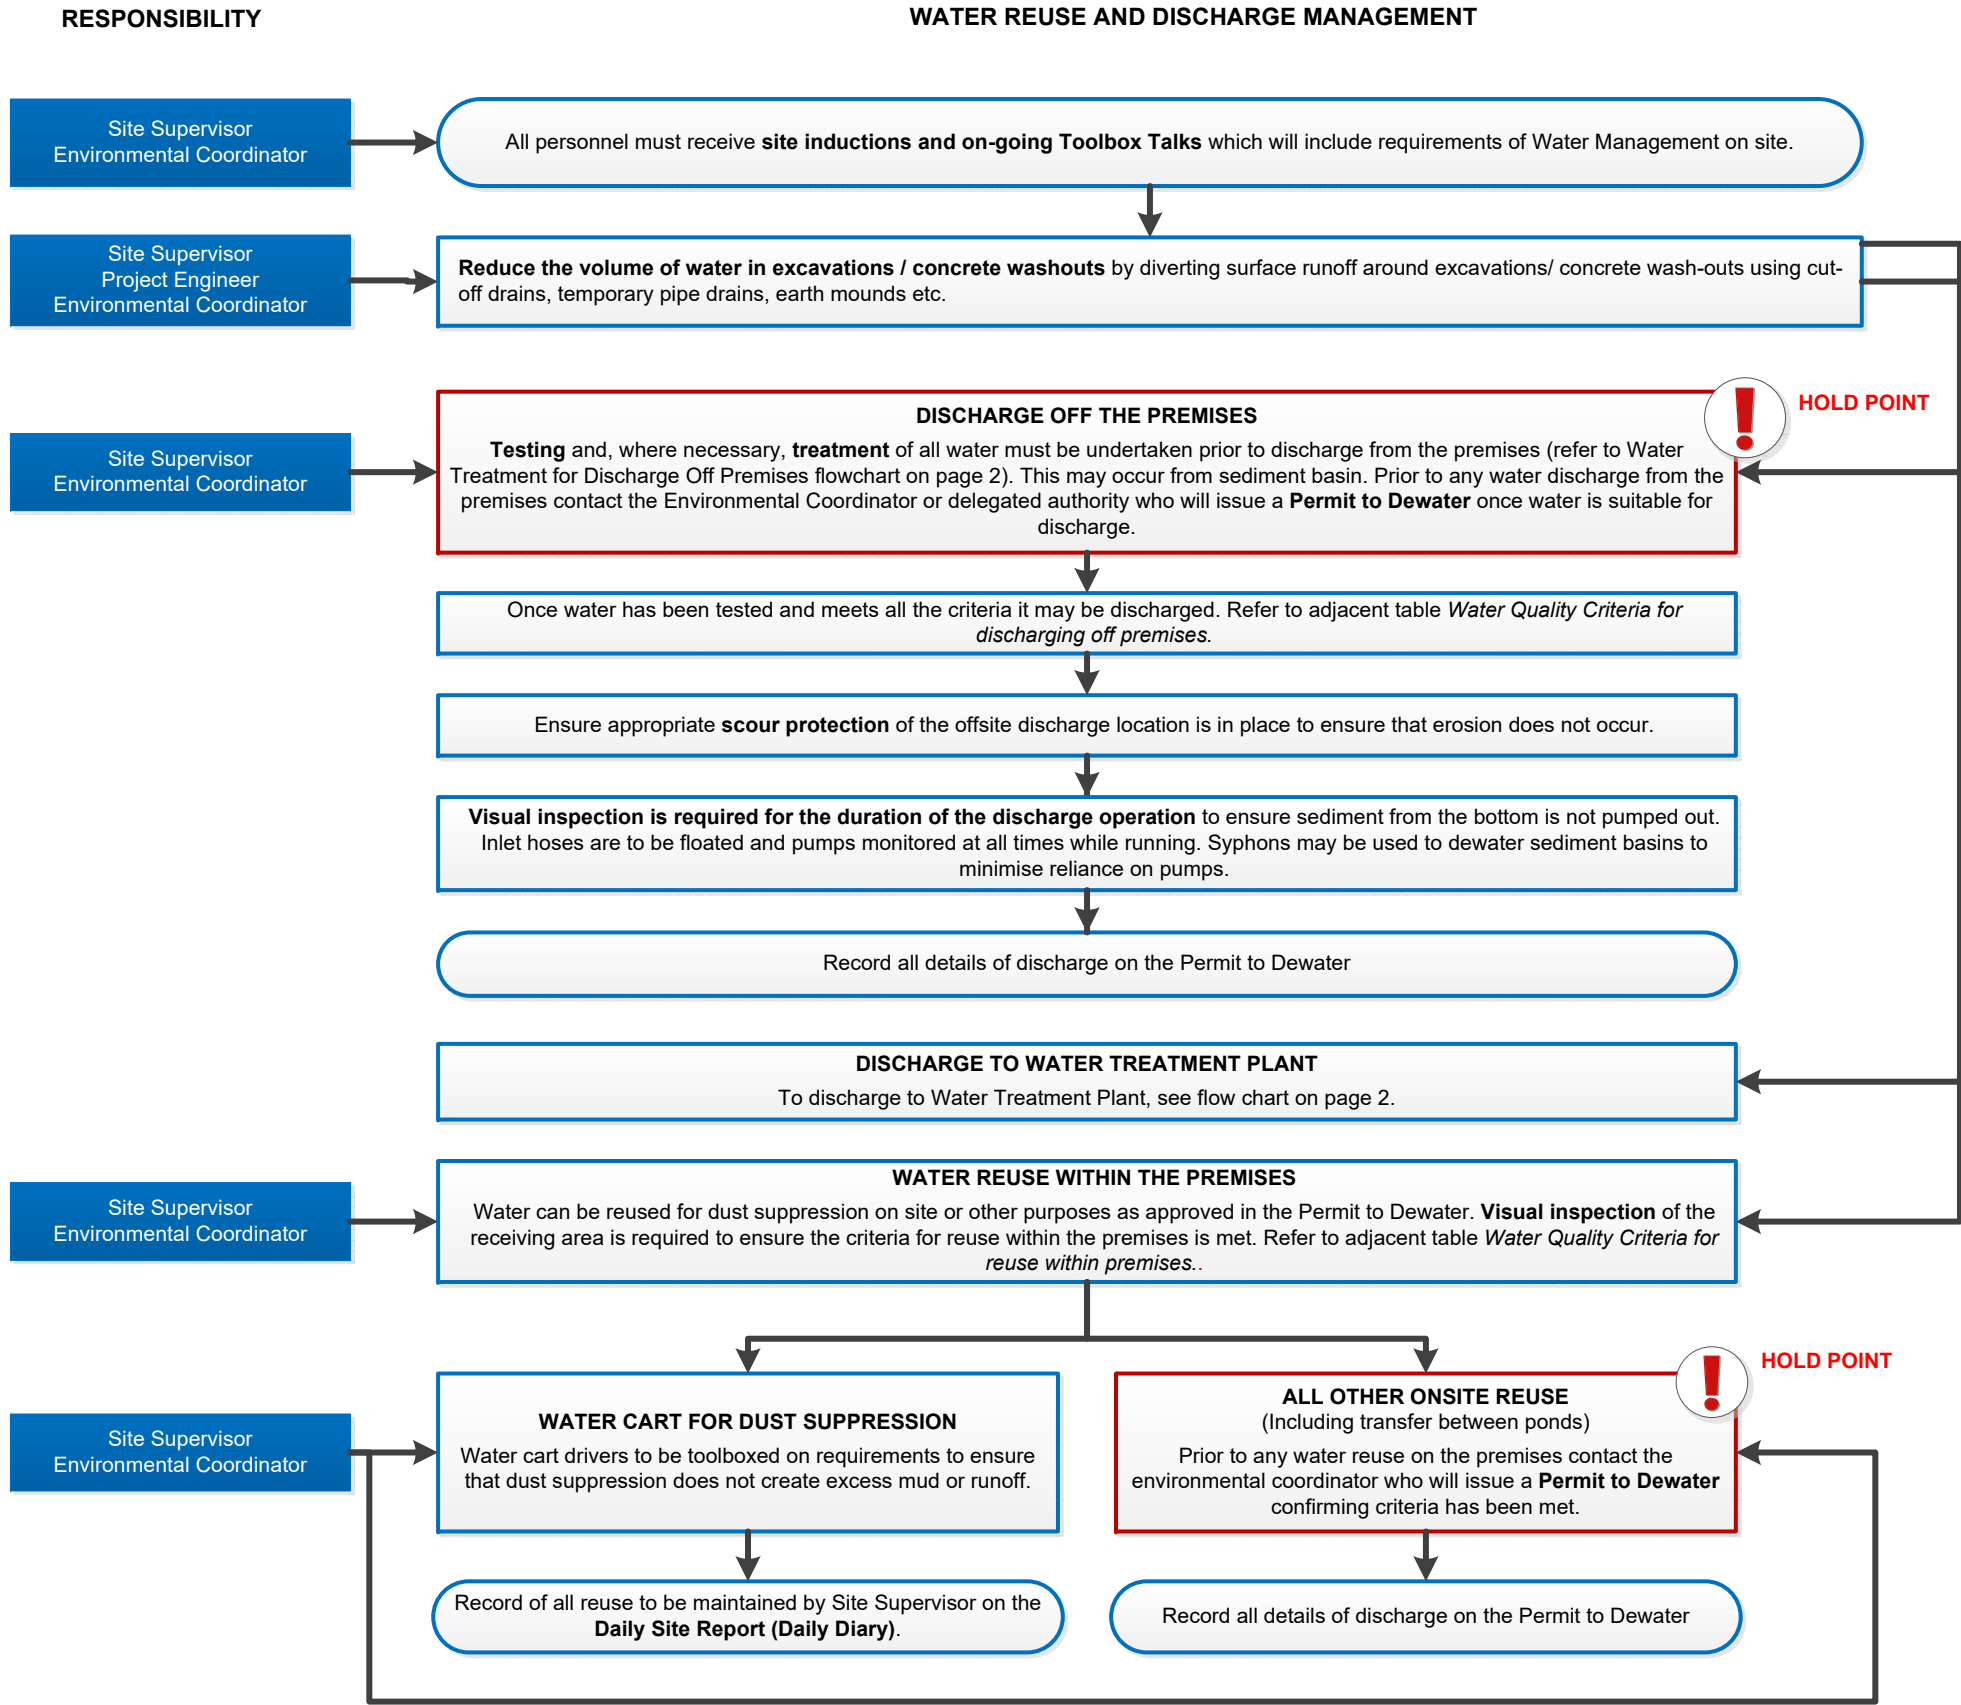 RESPONSIBILITY
WATER REUSE AND DISCHARGE MANAGEMENT
Site Supervisor
Environmental Coordinator
All personnel must receive site inductions and on-going Toolbox Talks which will include requirements of Water Management on site.
Site Supervisor
Project Engineer
Environmental Coordinator
Reduce the volume of water in excavations / concrete washouts by diverting surface runoff around excavations/ concrete wash-outs using cut-
off drains, temporary pipe drains, earth mounds etc.
HOLD POINT
Site Supervisor
Environmental Coordinator
DISCHARGE OFF THE PREMISES
Testing and, where necessary, treatment of all water must be undertaken prior to discharge from the premises (refer to Water
Treatment for Discharge Off Premises flowchart on page 2). This may occur from sediment basin. Prior to any water discharge from the
premises contact the Environmental Coordinator or delegated authority who will issue a Permit to Dewater once water is suitable for
discharge.
Once water has been tested and meets all the criteria it may be discharged. Refer to adjacent table Water Quality Criteria for
discharging off premises.
Ensure appropriate scour protection of the offsite discharge location is in place to ensure that erosion does not occur.
Visual inspection is required for the duration of the discharge operation to ensure sediment from the bottom is not pumped out.
Inlet hoses are to be floated and pumps monitored at all times while running. Syphons may be used to dewater sediment basins to
minimise reliance on pumps.
Record all details of discharge on the Permit to Dewater
DISCHARGE TO WATER TREATMENT PLANT
To discharge to Water Treatment Plant, see flow chart on page 2.
Site Supervisor
Environmental Coordinator
WATER REUSE WITHIN THE PREMISES
Water can be reused for dust suppression on site or other purposes as approved in the Permit to Dewater. Visual inspection of the
receiving area is required to ensure the criteria for reuse within the premises is met. Refer to adjacent table Water Quality Criteria for
reuse within premises..
Site Supervisor
Environmental Coordinator
WATER CART FOR DUST SUPPRESSION
Water cart drivers to be toolboxed on requirements to ensure
that dust suppression does not create excess mud or runoff.
HOLD POINT
ALL OTHER ONSITE REUSE
(Including transfer between ponds)
Prior to any water reuse on the premises contact the
environmental coordinator who will issue a Permit to Dewater
confirming criteria has been met.
Record of all reuse to be maintained by Site Supervisor on the
Daily Site Report (Daily Diary).
Record all details of discharge on the Permit to Dewater